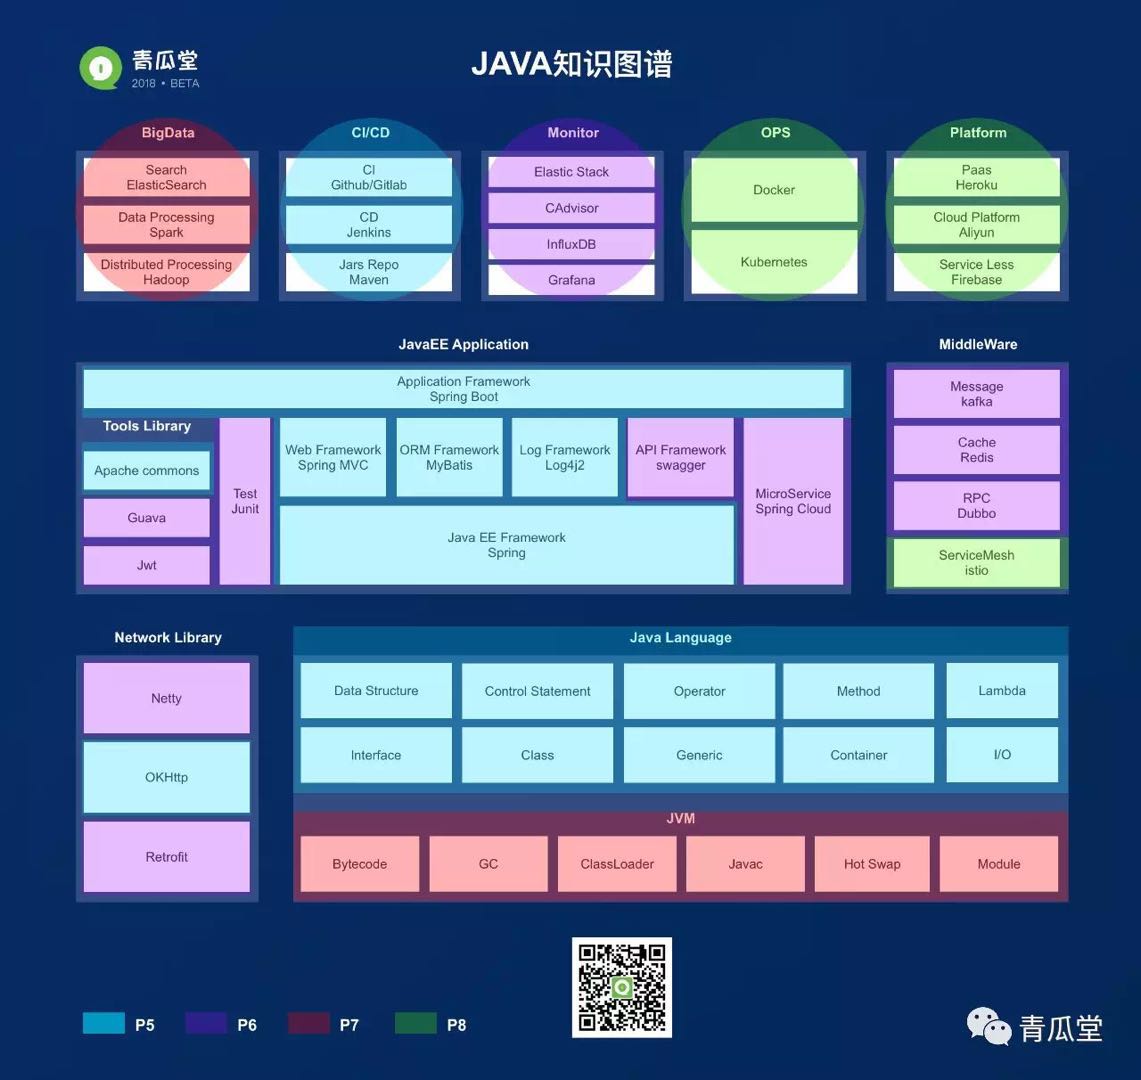 青瓜堂
2018 • BETA
JAVA知识图谱
BigData
Search
ElasticSearch
Data Processing
Spark
Distributed Processing
Hadoop
CI/CD
CI
Github/Gitlab
CD
Jenkins
Jars Repo
Maven
Monitor
Elastic Stack
CAdvisor
InfluxDB
Grafana
OPS
Docker
Kubernetes
Platform
Paas
Heroku
Cloud Platform
Aliyun
Service Less
Firebase
JavaEE Application
Application Framework
Spring Boot
Tools Library
Apache commons
Guava
Jwt
Test
Junit
Web Framework
Spring MVC
ORM Framework
MyBatis
Log Framework
Log4j2
API Framework
swagger
Java EE Framework
Spring
MicroService
Spring Cloud
MiddleWare
Message
kafka
Cache
Redis
RPC
Dubbo
ServiceMesh
istio
Network Library
Netty
OKHttp
Retrofit
Java Language
Data Structure
Control Statement
Operator
Method
Lambda
Interface
Class
Generic
Container
I/O
JVM
Bytecode
GC
ClassLoader
Javac
Hot Swap
Module
P5
P6
P7
P8
青瓜堂